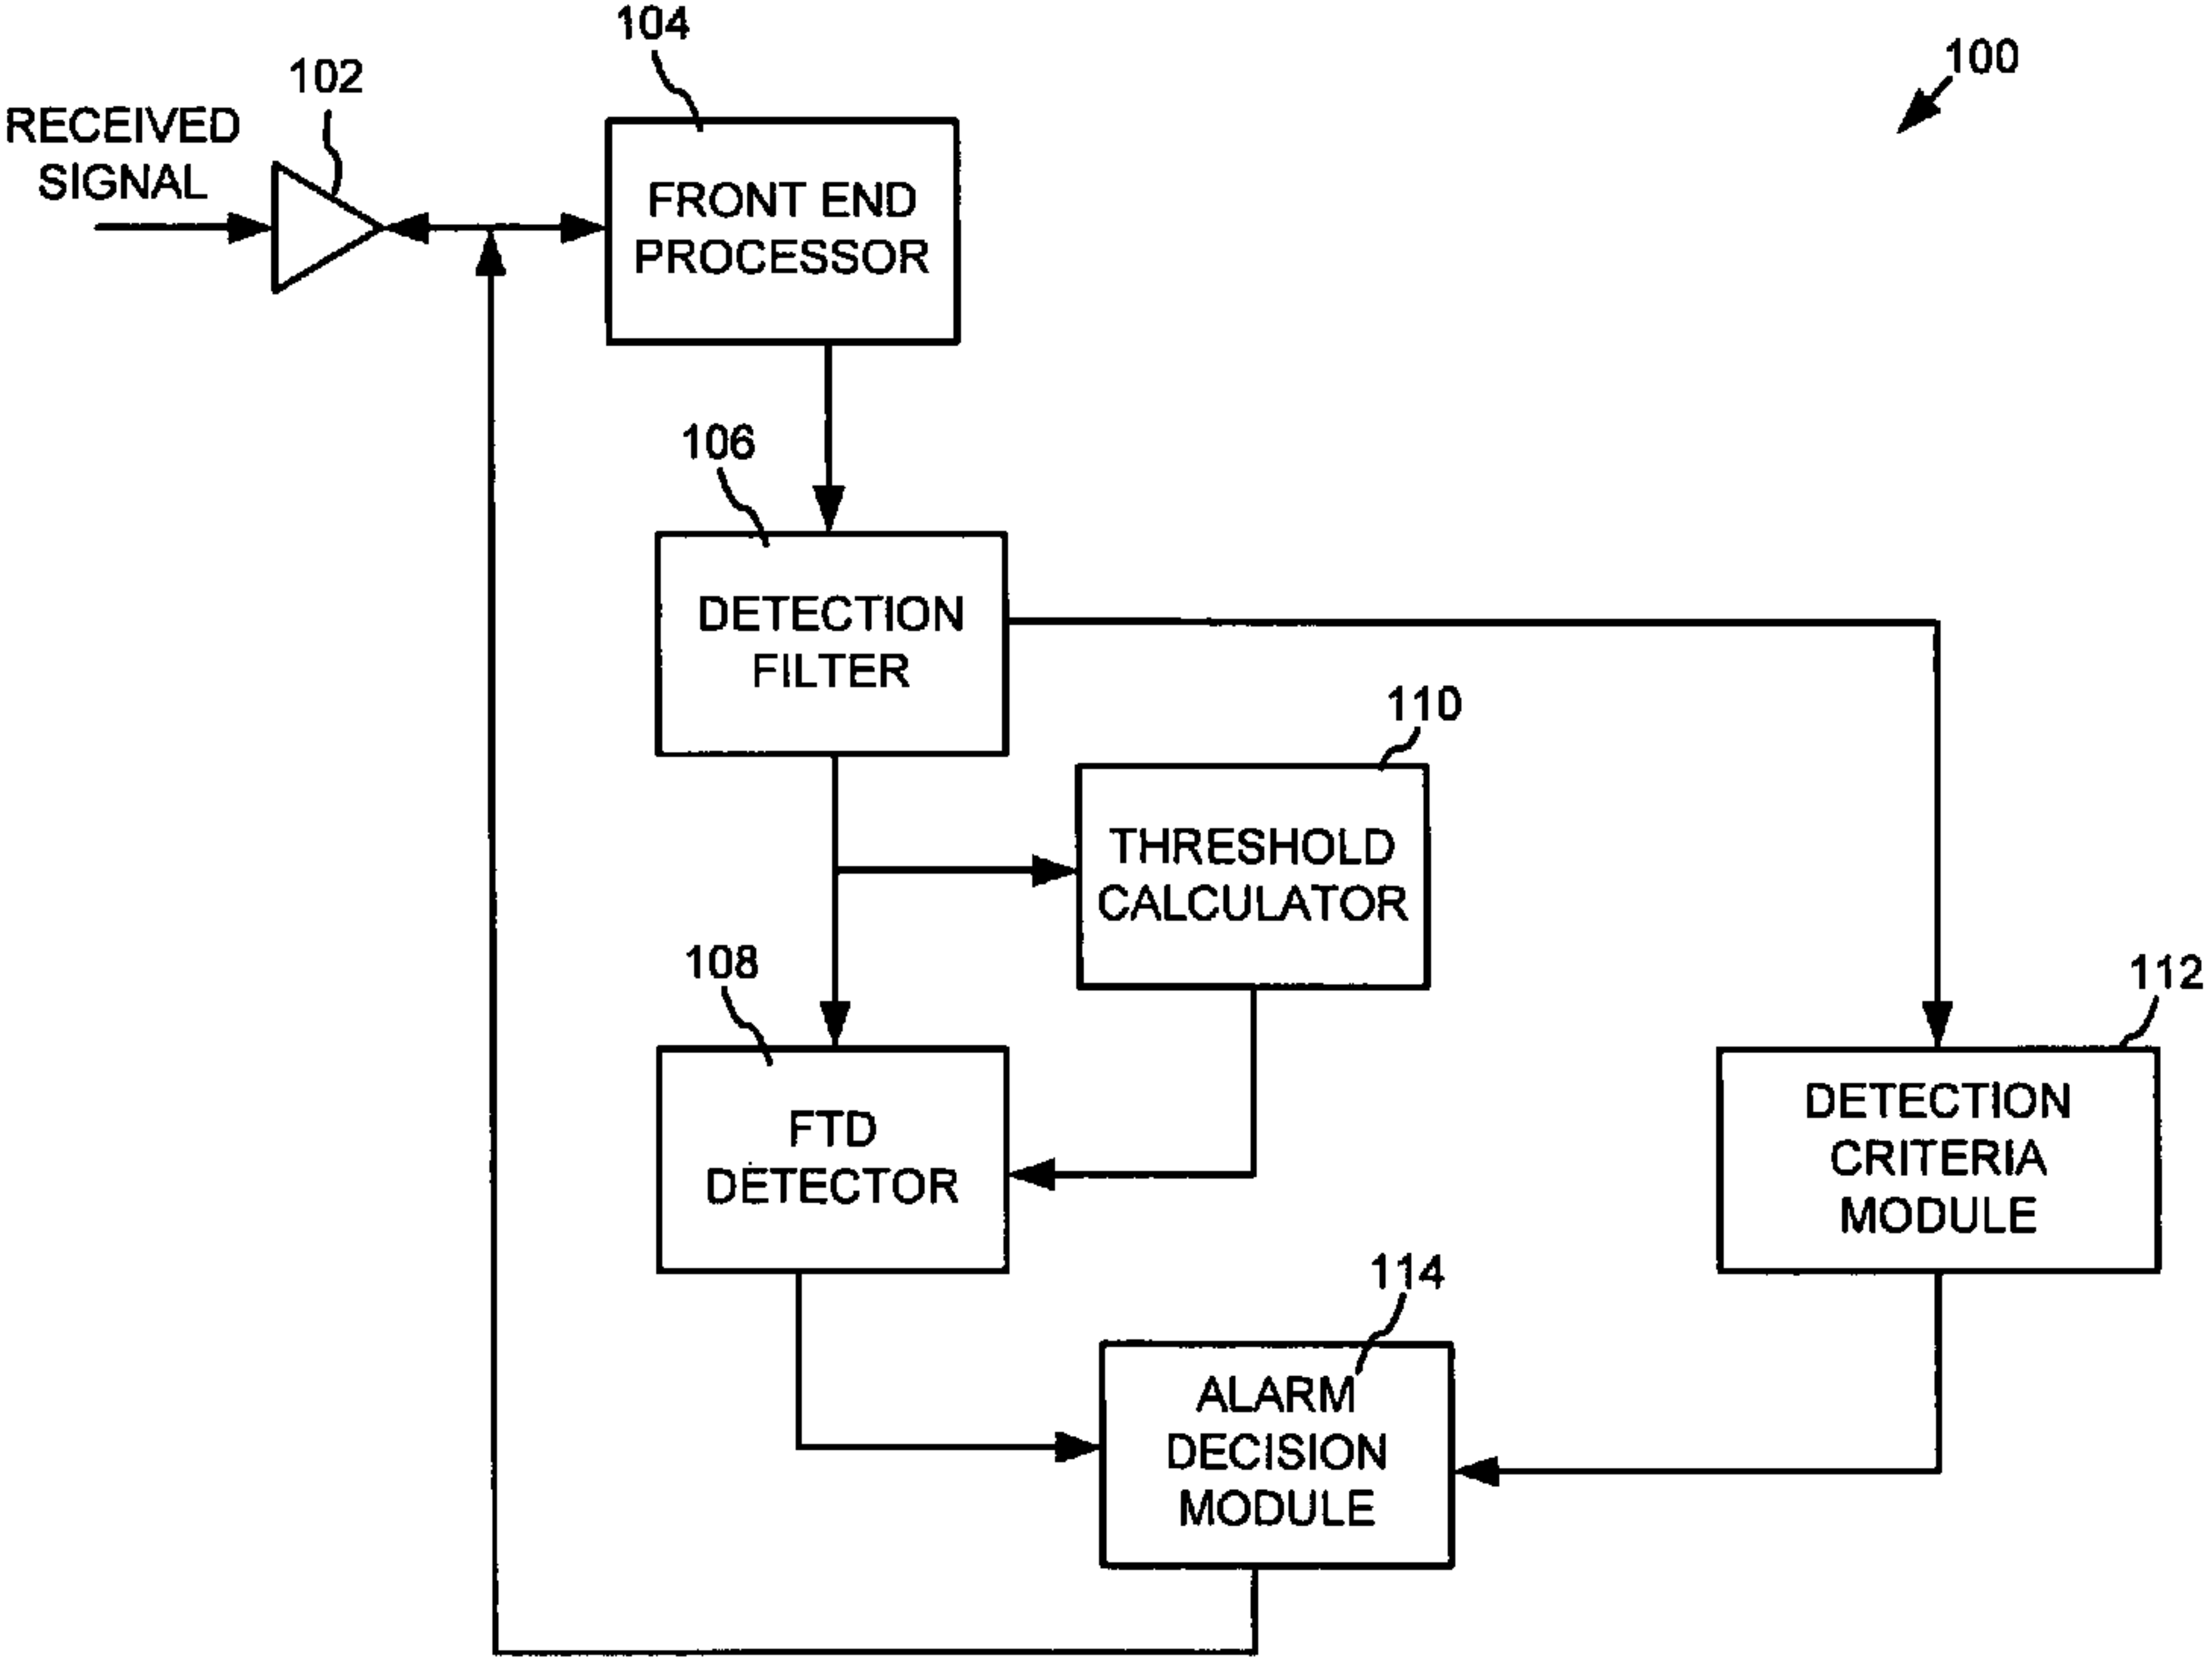 104
100
102
RECEIVED
SIGNAL
FRONT END
PROCESSOR
106
DETECTION
FILTER
110
THRESHOLD
CALCULATOR
108
112
FTD
DETECTOR
DETECTION
CRITERIA
MODULE
114
ALARM
DECISION
MODULE